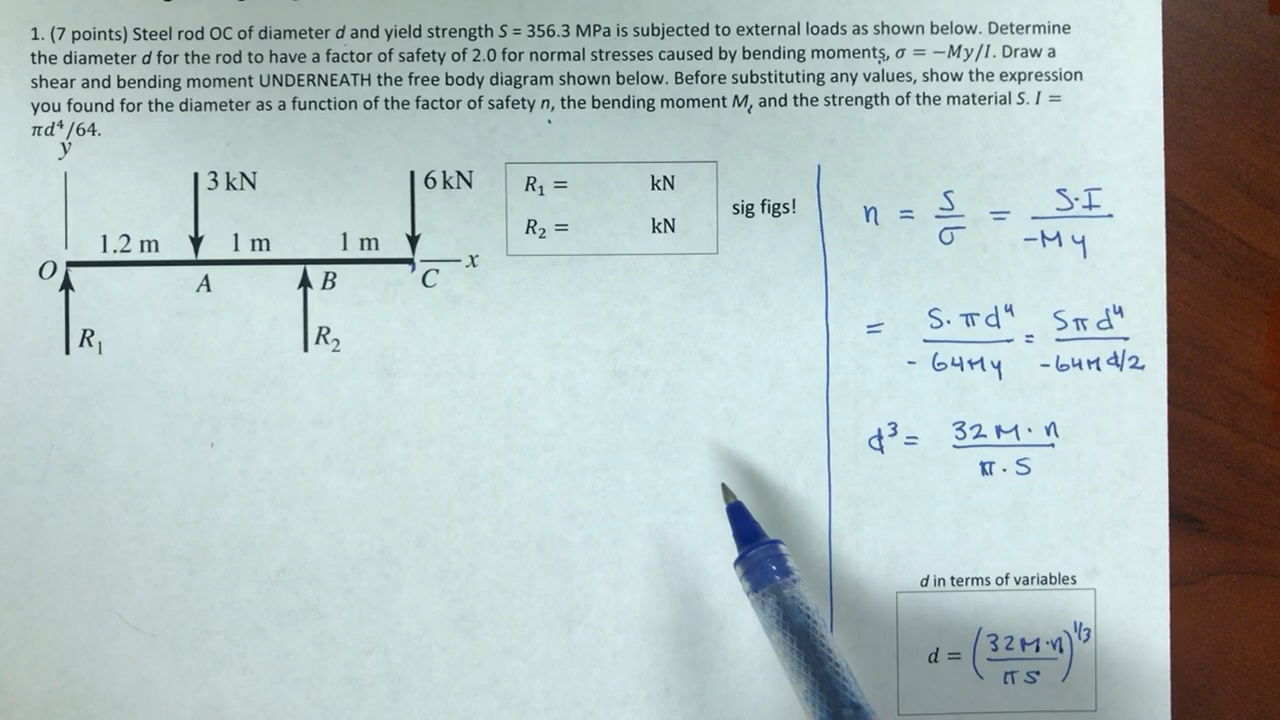 1. (7 points) Steel rod OC of diameter d and yield strength S = 356.3 MPa is subjected to external loads as shown below. Determine
the diameter d for the rod to have a factor of safety of 2.0 for normal stresses caused by bending moments, σ = −My/I. Draw a
shear and bending moment UNDERNEATH the free body diagram shown below. Before substituting any values, show the expression
you found for the diameter as a function of the factor of safety n, the bending moment M, and the strength of the material S. I =
πd⁴/64.
y
3 kN
6 kN
1.2 m
1 m
1 m
O
A
B
C
x
R₁
R₂
R₁ = kN
R₂ = kN
sig figs!
n = S/σ = S·I/-My
= S·πd⁴/-64My = Sπd⁴/-64Md/2
d³ = 32M·n/π·S
d in terms of variables
d = (32M·n/πS)^1/3